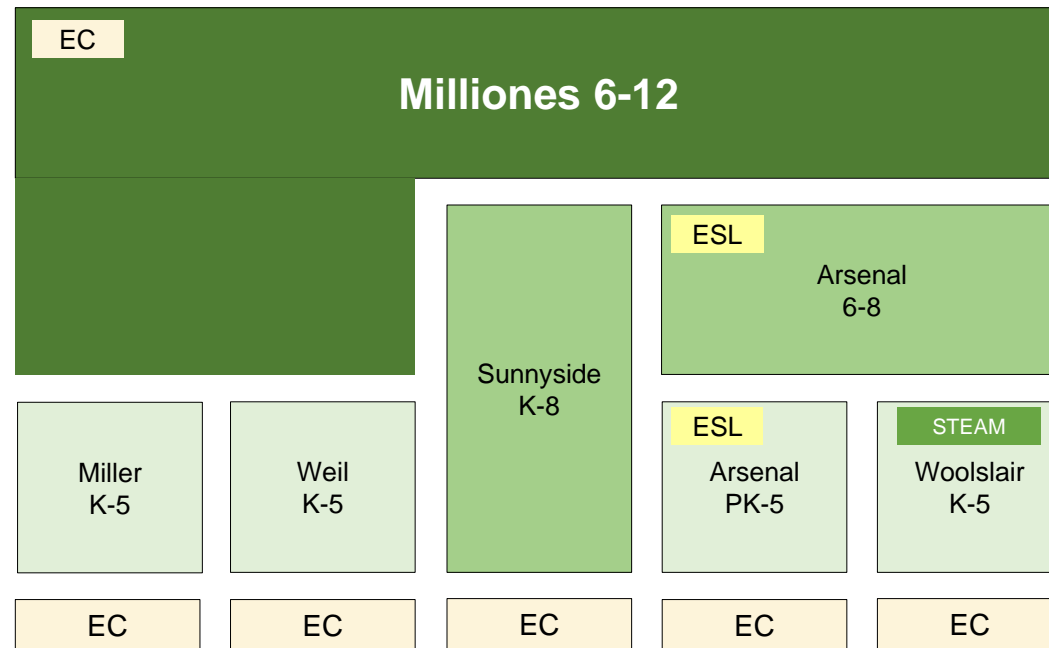 EC
Milliones 6-12
ESL
Arsenal
6-8
Sunnyside
K-8
Miller
K-5
Weil
K-5
ESL
Arsenal
PK-5
STEAM
Woolslair
K-5
EC
EC
EC
EC
EC